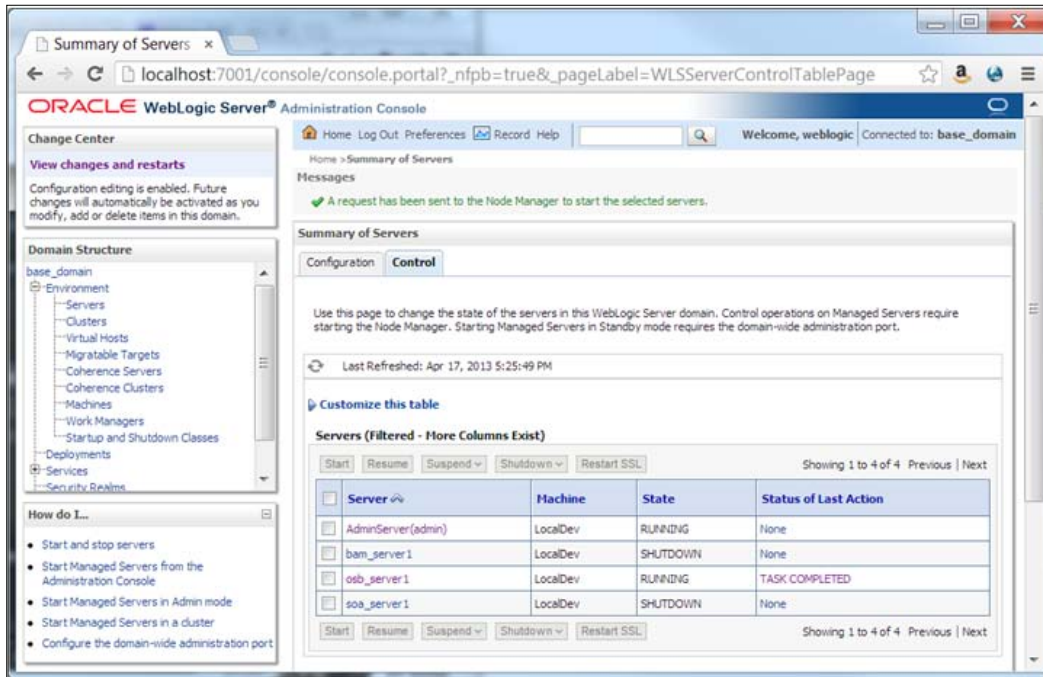 Summary of Servers ×
localhost:7001/console/console.portal?_nfpb=true&_pageLabel=WLSServerControlTablePage
ORACLE WebLogic Server® Administration Console
Change Center
View changes and restarts
Configuration editing is enabled. Future
changes will automatically be activated as you
modify, add or delete items in this domain.
Domain Structure
base_domain
Environment
Servers
Clusters
Virtual Hosts
Migratable Targets
Coherence Servers
Coherence Clusters
Machines
Work Managers
Startup and Shutdown Classes
Deployments
Services
Security Realms
How do I...
Start and stop servers
Start Managed Servers from the
Administration Console
Start Managed Servers in Admin mode
Start Managed Servers in a cluster
Configure the domain-wide administration port
Home Log Out Preferences Record Help Welcome, weblogic Connected to: base_domain
Home >Summary of Servers
Messages
A request has been sent to the Node Manager to start the selected servers.
Summary of Servers
Configuration Control
Use this page to change the state of the servers in this WebLogic Server domain. Control operations on Managed Servers require
starting the Node Manager. Starting Managed Servers in Standby mode requires the domain-wide administration port.
Last Refreshed: Apr 17, 2013 5:25:49 PM
Customize this table
Servers (Filtered - More Columns Exist)
Start Resume Suspend Shutdown Restart SSL Showing 1 to 4 of 4 Previous | Next
Server Machine State Status of Last Action
AdminServer(admin) LocalDev RUNNING None
bam_server1 LocalDev SHUTDOWN None
osb_server1 LocalDev RUNNING TASK COMPLETED
soa_server1 LocalDev SHUTDOWN None
Start Resume Suspend Shutdown Restart SSL Showing 1 to 4 of 4 Previous | Next